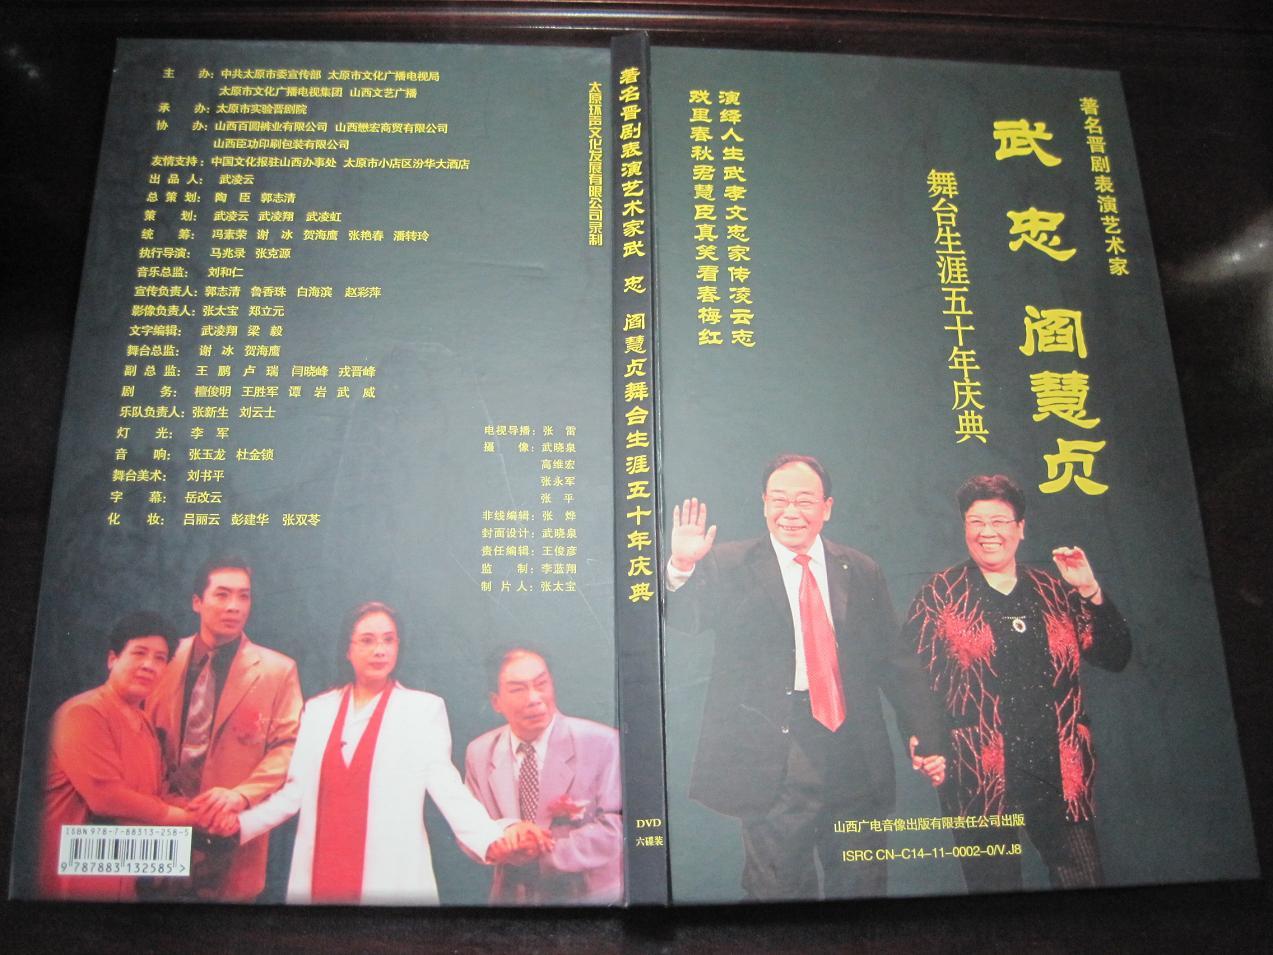 主　　办：中共太原市委宣传部 太原市文化广播电视局
太原市文化广播电视集团 山西文艺广播
承　　办：太原市实验晋剧院
协　　办：山西百圆裤业有限公司 山西懋宏商贸有限公司
山西臣功印刷包装有限公司
友情支持：中国文化报驻山西办事处 太原市小店区汾华大酒店
出 品 人：武凌云
总 策 划：陶 臣 郭志清
策　　划：武凌云 武凌翔 武凌虹
统　　筹：冯素荣 谢 冰 贺海鹰 张艳春 潘转玲
执行导演：马兆录 张克源
音乐总监：刘和仁
宣传负责人：郭志清 鲁香珠 白海滨 赵彩萍
影像负责人：张太宝 郑立元
文字编辑：武凌翔 梁 毅
舞台总监：谢 冰 贺海鹰
副 总 监：王 鹏 卢 瑞 闫晓峰 戎晋峰
剧　　务：檀俊明 王胜军 谭 岩 武 威
乐队负责人：张新生 刘云士
灯　　光：李 军
音　　响：张玉龙 杜金锁
舞台美术：刘书平
字　　幕：岳改云
化　　妆：吕丽云 彭建华 张双苓
电视导播：张 雷
摄　　像：武晓泉
高维宏
张永军
张 平
非线编辑：张 烨
封面设计：武晓泉
责任编辑：王俊彦
监　　制：李蓝翔
制 片 人：张太宝
太原环声文化发展有限公司录制
ISBN 978-7-88313-258-5
9 787883 132585 >
著名晋剧表演艺术家武 忠 阎慧贞舞台生涯五十年庆典
DVD
六碟装
著名晋剧表演艺术家
武 忠 阎慧贞
舞台生涯五十年庆典
演绎人生武孝文忠家传凌云志
戏里春秋君慧臣真笑看春梅红
山西广电音像出版有限责任公司出版
ISRC CN-C14-11-0002-0/V.J8